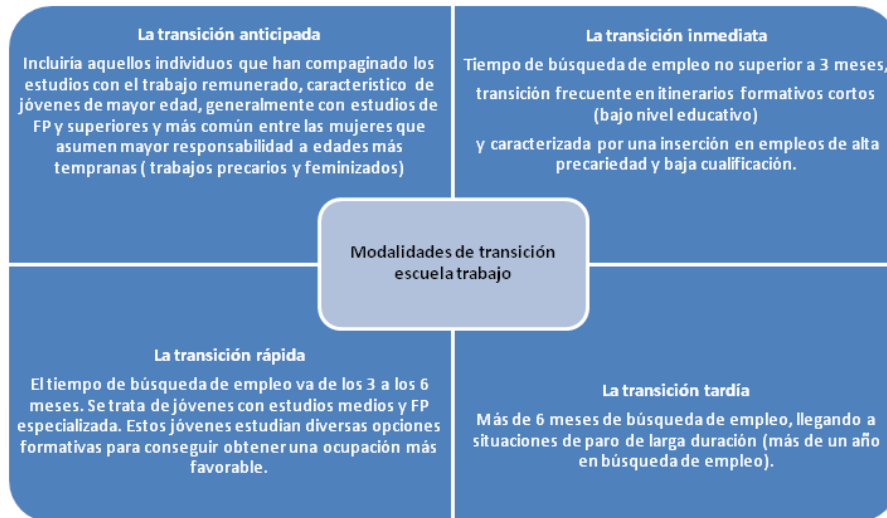 La transición anticipada
Incluiría aquellos individuos que han compaginado los
estudios con el trabajo remunerado, característico de
jóvenes de mayor edad, generalmente con estudios de
FP y superiores y más común entre las mujeres que
asumen mayor responsabilidad a edades más
tempranas ( trabajos precarios y feminizados)
La transición inmediata
Tiempo de búsqueda de empleo no superior a 3 meses,
transición frecuente en itinerarios formativos cortos
(bajo nivel educativo)
y caracterizada por una inserción en empleos de alta
precariedad y baja cualificación.
Modalidades de transición
escuela trabajo
La transición rápida
El tiempo de búsqueda de empleo va de los 3 a los 6
meses. Se trata de jóvenes con estudios medios y FP
especializada. Estos jóvenes estudian diversas opciones
formativas para conseguir obtener una ocupación más
favorable.
La transición tardía
Más de 6 meses de búsqueda de empleo, llegando a
situaciones de paro de larga duración (más de un año
en búsqueda de empleo).